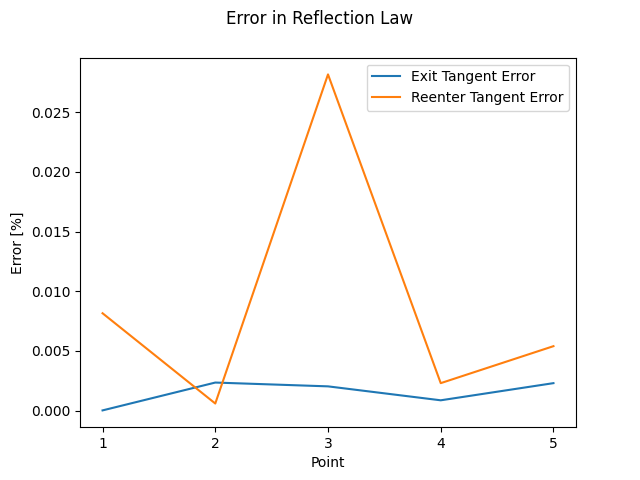 Error in Reflection Law
Exit Tangent Error
Reenter Tangent Error
Error [%]
0.025
0.020
0.015
0.010
0.005
0.000
1 2 3 4 5
Point